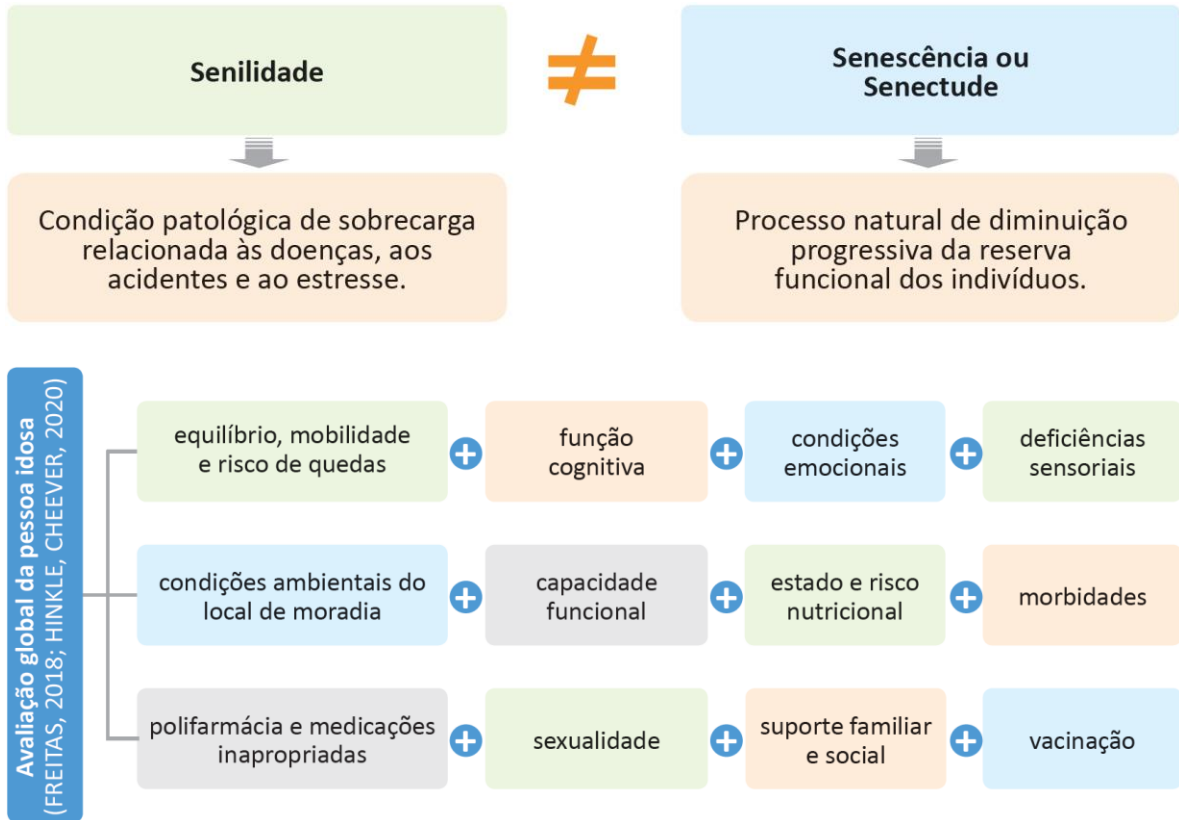 Senilidade
≠
Senescência ou
Senectude
Condição patológica de sobrecarga
relacionada às doenças, aos
acidentes e ao estresse.
Processo natural de diminuição
progressiva da reserva
funcional dos indivíduos.
Avaliação global da pessoa idosa
(FREITAS, 2018; HINKLE, CHEEVER, 2020)
equilíbrio, mobilidade
e risco de quedas
+
função
cognitiva
+
condições
emocionais
+
deficiências
sensoriais
condições ambientais do
local de moradia
+
capacidade
funcional
+
estado e risco
nutricional
+
morbidades
polifarmácia e medicações
inapropriadas
+
sexualidade
+
suporte familiar
e social
+
vacinação